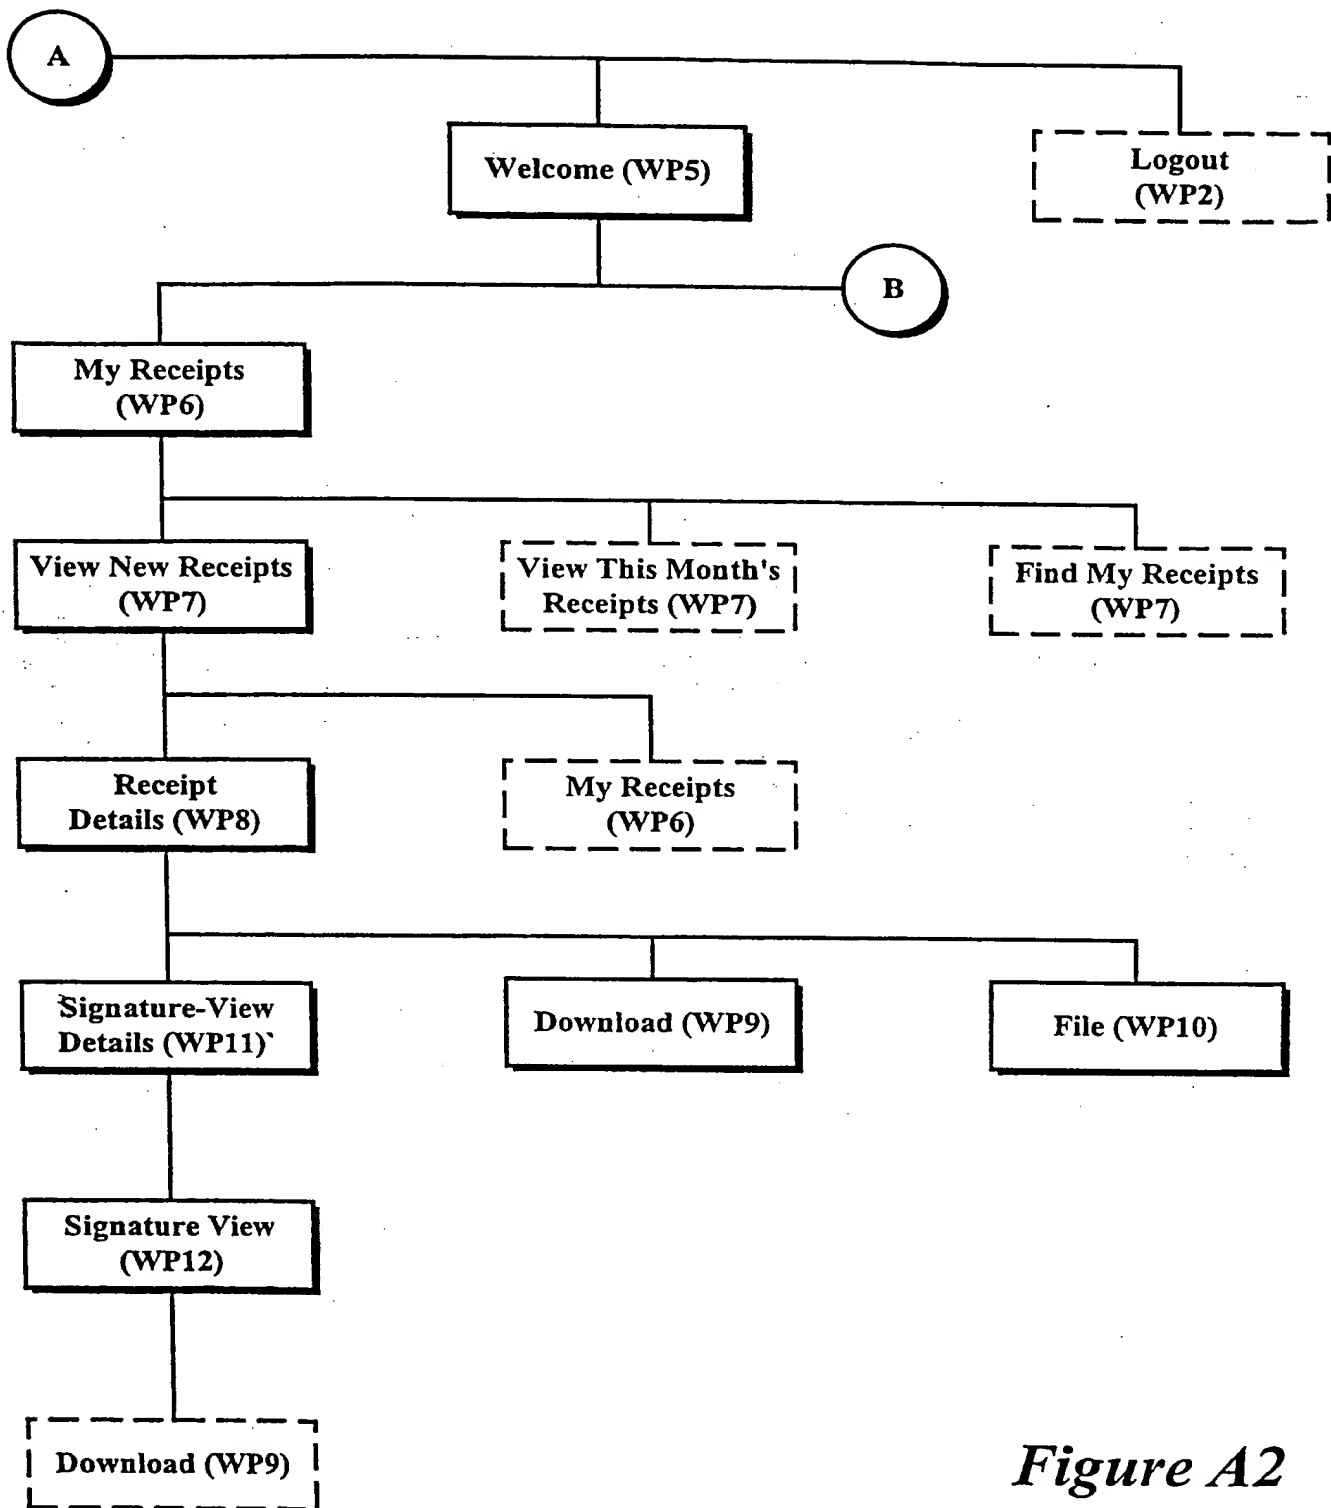 A
Welcome (WP5)
Logout
(WP2)
B
My Receipts
(WP6)
View New Receipts
(WP7)
View This Month's
Receipts (WP7)
Find My Receipts
(WP7)
Receipt
Details (WP8)
My Receipts
(WP6)
Signature-View
Details (WP11)
Download (WP9)
File (WP10)
Signature View
(WP12)
Download (WP9)
Figure A2